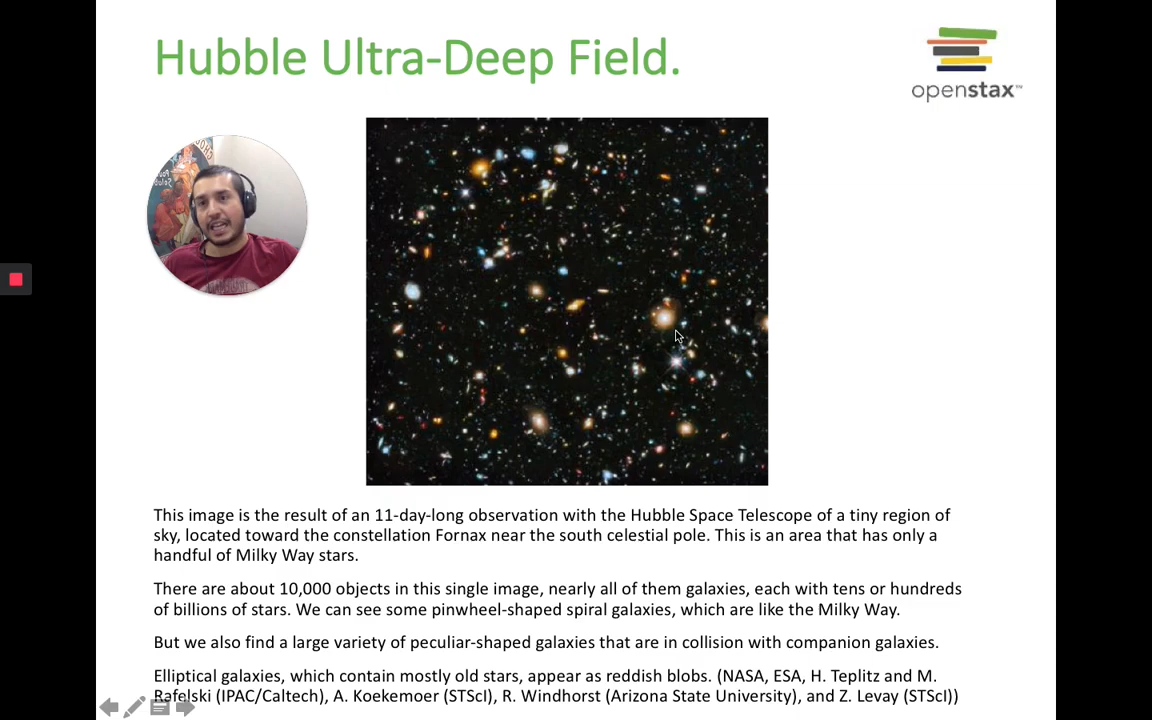 Hubble Ultra-Deep Field.
openstax™
This image is the result of an 11-day-long observation with the Hubble Space Telescope of a tiny region of
sky, located toward the constellation Fornax near the south celestial pole. This is an area that has only a
handful of Milky Way stars.
There are about 10,000 objects in this single image, nearly all of them galaxies, each with tens or hundreds
of billions of stars. We can see some pinwheel-shaped spiral galaxies, which are like the Milky Way.
But we also find a large variety of peculiar-shaped galaxies that are in collision with companion galaxies.
Elliptical galaxies, which contain mostly old stars, appear as reddish blobs. (NASA, ESA, H. Teplitz and M.
Rafelski (IPAC/Caltech), A. Koekemoer (STScI), R. Windhorst (Arizona State University), and Z. Levay (STScI))